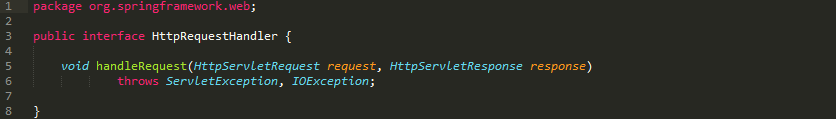 1 package org.springframework.web;
2
3 public interface HttpRequestHandler {
4
5     void handleRequest(HttpServletRequest request, HttpServletResponse response)
6             throws ServletException, IOException;
7
8 }